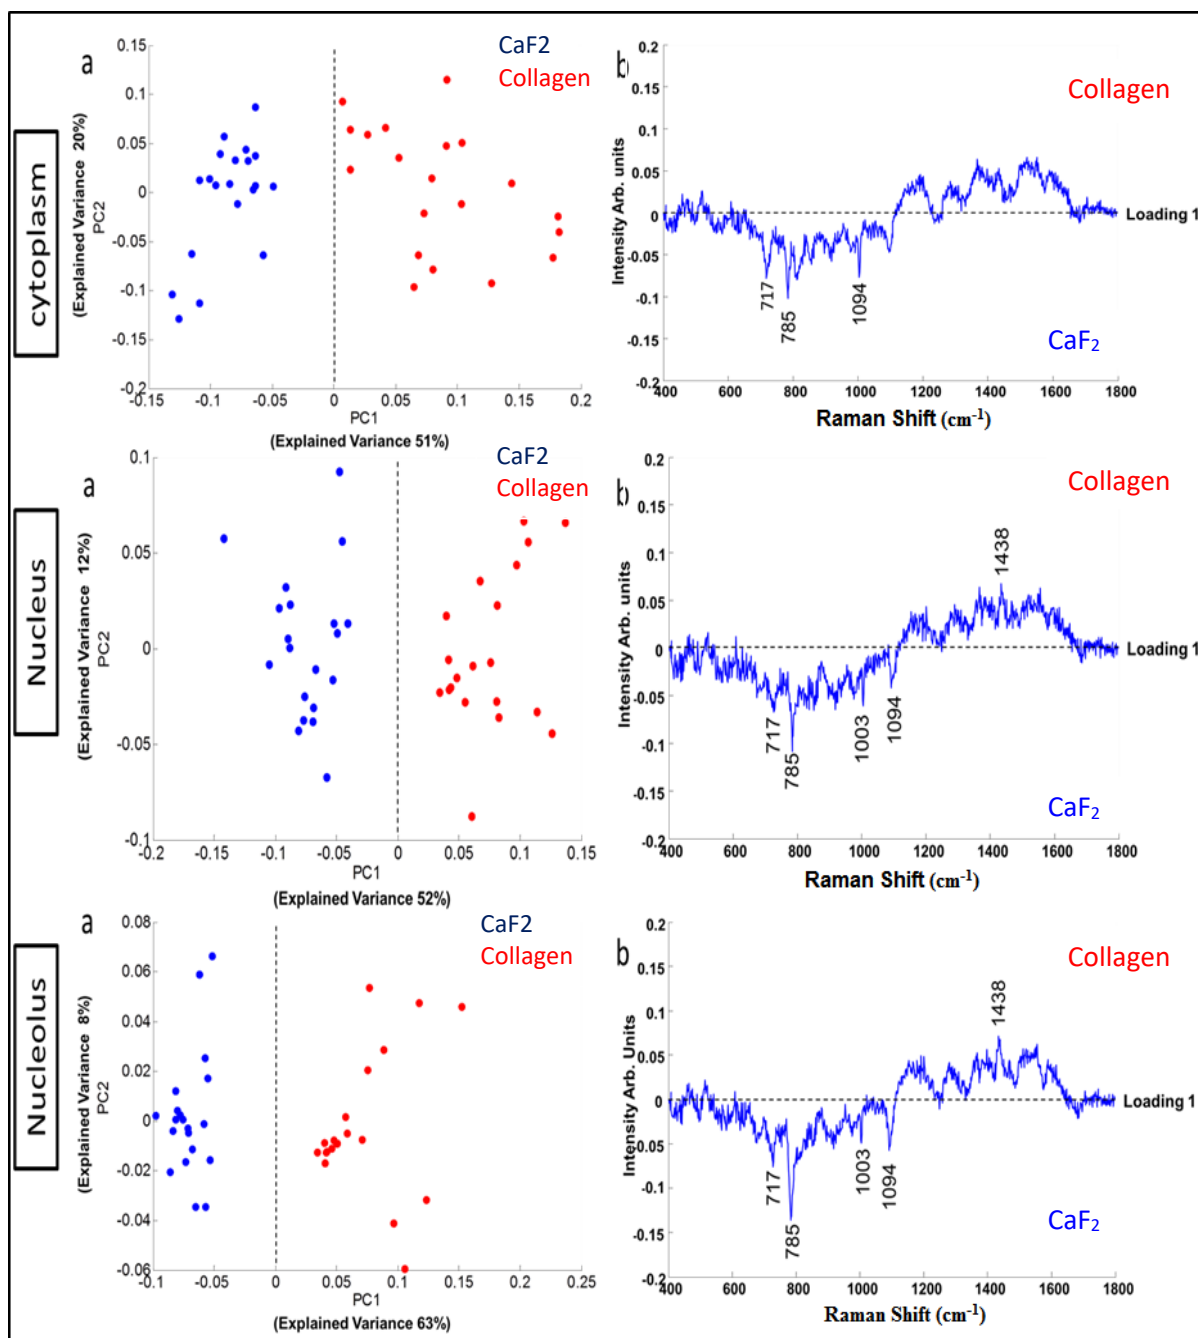 cytoplasm
a
CaF2
Collagen
0.15
0.1
0.05
0
-0.05
-0.1
-0.2
(Explained Variance 20%)
PC2
-0.15
-0.1
-0.05
0
0.05
0.1
0.15
0.2
PC1
(Explained Variance 51%)
b
Collagen
0.2
0.15
0.1
0.05
0
-0.05
-0.1
-0.15
-0.2
Intensity Arb. units
717
785
1094
Loading 1
CaF2
400
600
800
1000
1200
1400
1600
1800
Raman Shift (cm-1)
Nucleus
a
CaF2
Collagen
0.1
0.05
0
-0.05
-0.1
(Explained Variance 12%)
PC2
-0.2
-0.15
-0.1
-0.05
0
0.05
0.1
0.15
PC1
(Explained Variance 52%)
b
Collagen
0.2
0.15
0.1
0.05
0
-0.05
-0.1
-0.15
-0.2
Intensity Arb. units
1438
717
785
1003
1094
Loading 1
CaF2
400
600
800
1000
1200
1400
1600
1800
Raman Shift (cm-1)
Nucleolus
a
CaF2
Collagen
0.08
0.06
0.04
0.02
0
-0.02
-0.04
-0.06
(Explained Variance 8%)
PC2
-0.1
-0.05
0
0.05
0.1
0.15
0.2
0.25
PC1
(Explained Variance 63%)
b
Collagen
0.2
0.15
0.1
0.05
0
-0.05
-0.1
-0.15
-0.2
Intensity Arb. Units
1438
717
785
1003
1094
Loading 1
CaF2
400
600
800
1000
1200
1400
1600
1800
Raman Shift (cm-1)